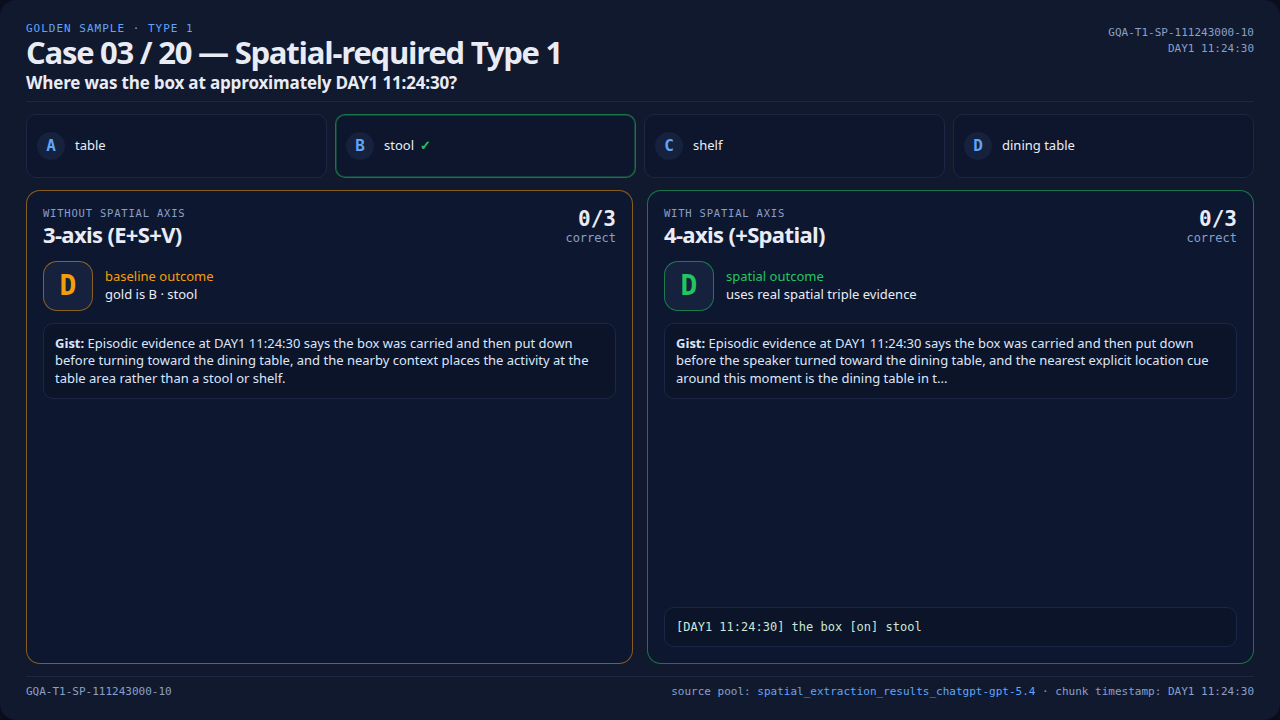 GOLDEN SAMPLE · TYPE 1
Case 03 / 20 — Spatial-required Type 1
Where was the box at approximately DAY1 11:24:30?
GQA-T1-SP-111243000-10
DAY1 11:24:30
A table
B stool ✓
C shelf
D dining table
WITHOUT SPATIAL AXIS
3-axis (E+S+V)
0/3
correct
D
baseline outcome
gold is B · stool
Gist: Episodic evidence at DAY1 11:24:30 says the box was carried and then put down
before turning toward the dining table, and the nearby context places the activity at the
table area rather than a stool or shelf.
WITH SPATIAL AXIS
4-axis (+Spatial)
0/3
correct
D
spatial outcome
uses real spatial triple evidence
Gist: Episodic evidence at DAY1 11:24:30 says the box was carried and then put down
before the speaker turned toward the dining table, and the nearest explicit location cue
around this moment is the dining table in t...
[DAY1 11:24:30] the box [on] stool
GQA-T1-SP-111243000-10
source pool: spatial_extraction_results_chatgpt-gpt-5.4 · chunk timestamp: DAY1 11:24:30